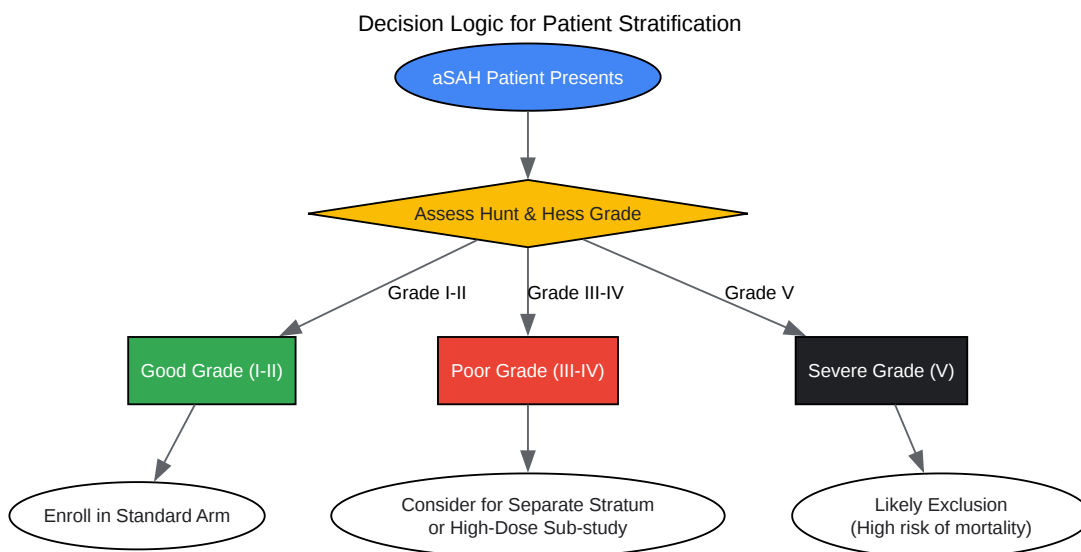 Decision Logic for Patient Stratification
aSAH Patient Presents
Assess Hunt & Hess Grade
Grade I-II
Grade III-IV
Grade V
Good Grade (I-II)
Poor Grade (III-IV)
Severe Grade (V)
Enroll in Standard Arm
Consider for Separate Stratum
or High-Dose Sub-study
Likely Exclusion
(High risk of mortality)